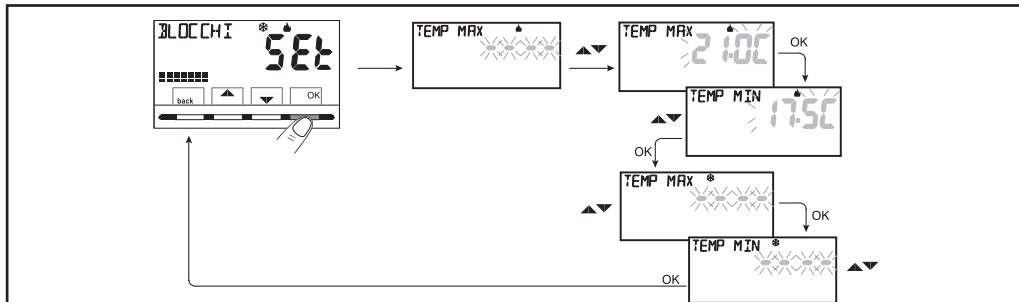 BLOCCHI
SEt
back
OK
TEMP MAX
- - - -
TEMP MAX
21.0C
OK
TEMP MIN
17.5C
OK
TEMP MAX
- - - -
OK
TEMP MIN
- - - -
OK